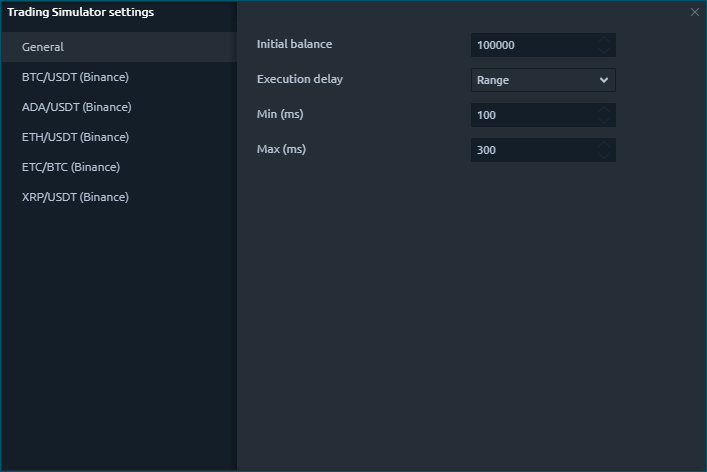 Trading Simulator settings
General
BTC/USDT (Binance)
ADA/USDT (Binance)
ETH/USDT (Binance)
ETC/BTC (Binance)
XRP/USDT (Binance)
Initial balance 100000
Execution delay Range
Min (ms) 100
Max (ms) 300